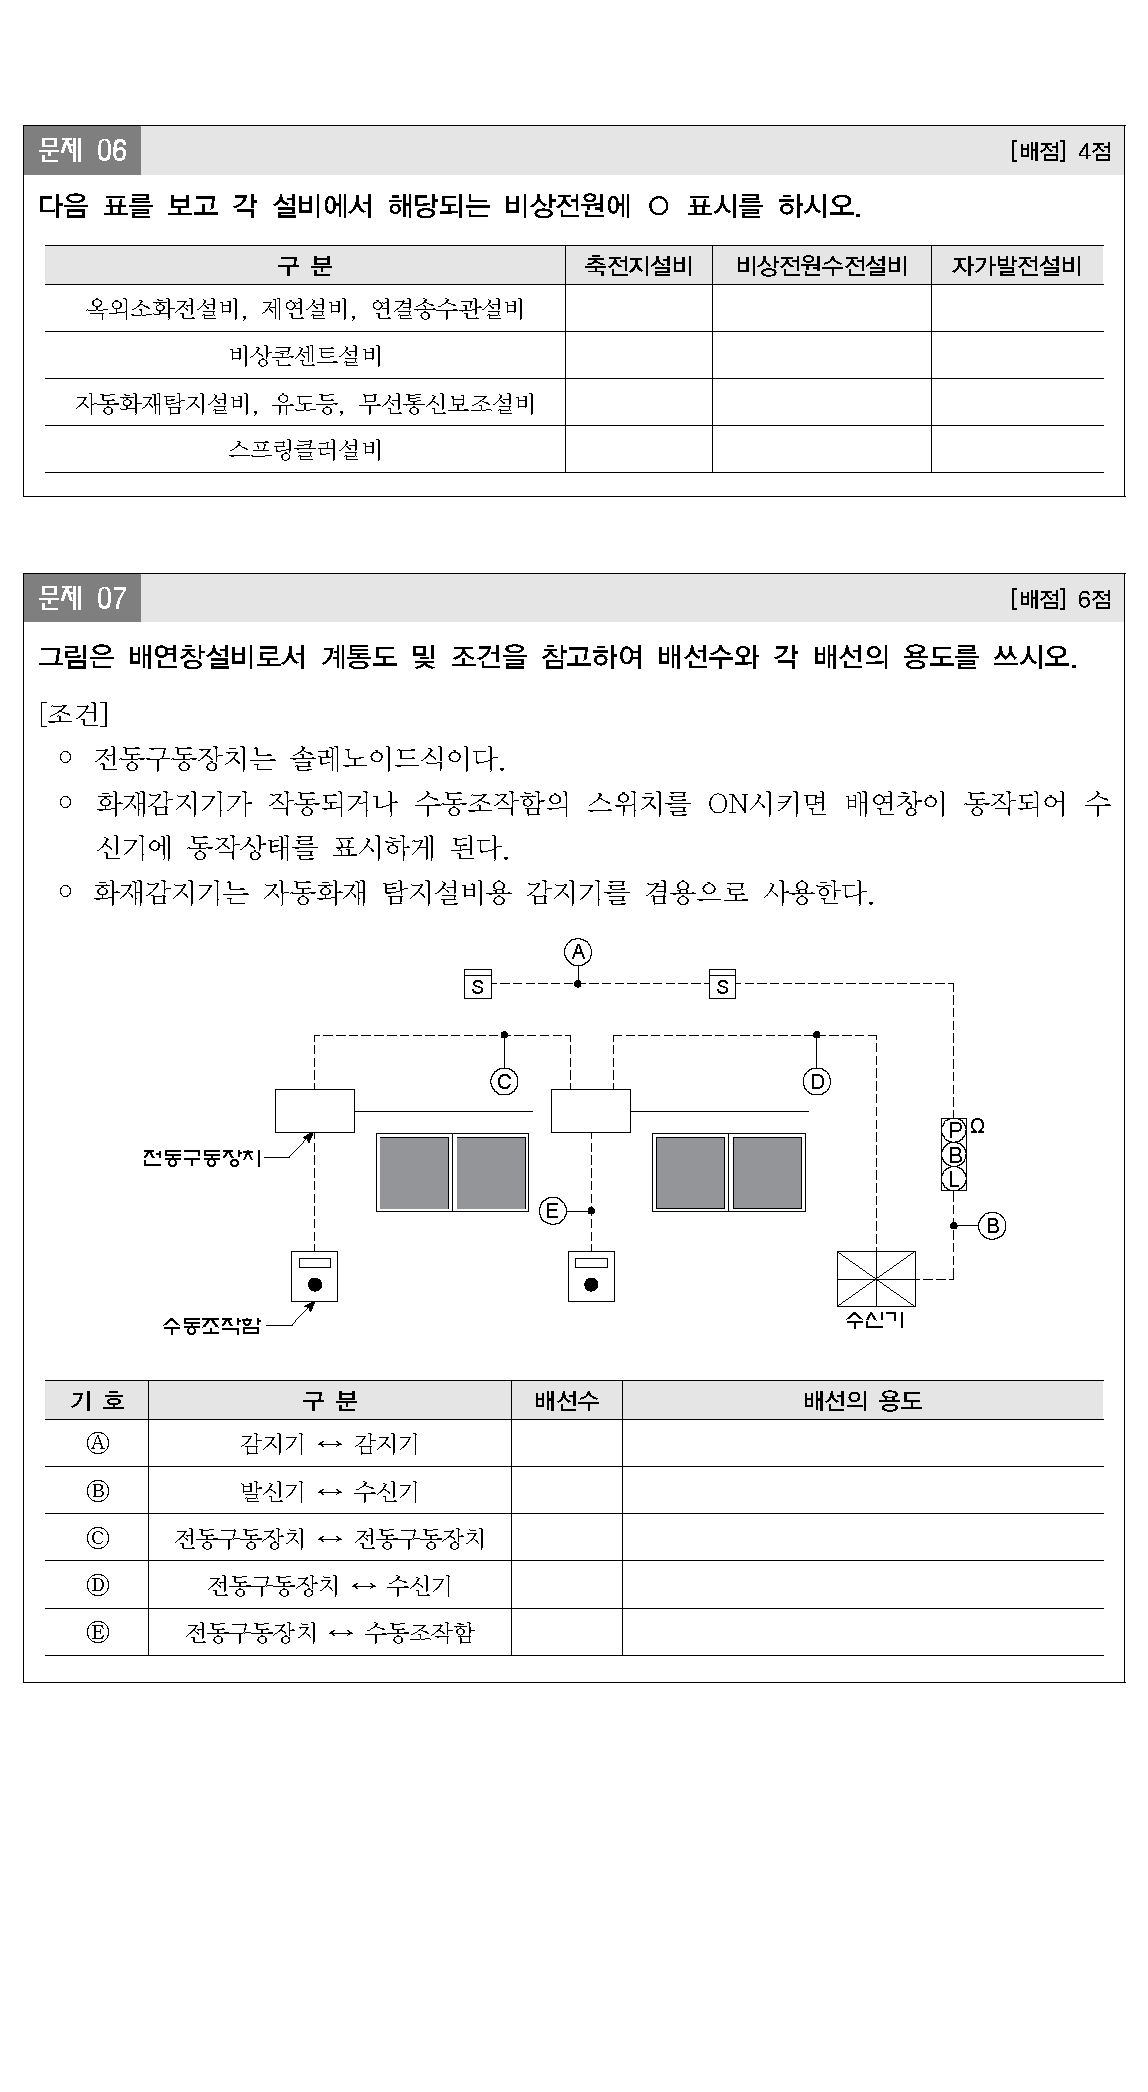 문제 06 [배점] 4점
다음 표를 보고 각 설비에서 해당되는 비상전원에 ○ 표시를 하시오.
구 분 축전지설비 비상전원수전설비 자가발전설비
옥외소화전설비, 제연설비, 연결송수관설비
비상콘센트설비
자동화재탐지설비, 유도등, 무선통신보조설비
스프링클러설비
문제 07 [배점] 6점
그림은 배연창설비로서 계통도 및 조건을 참고하여 배선수와 각 배선의 용도를 쓰시오.
[조건]
○ 전동구동장치는 솔레노이드식이다.
○ 화재감지기가 작동되거나 수동조작함의 스위치를 ON시키면 배연창이 동작되어 수
신기에 동작상태를 표시하게 된다.
○ 화재감지기는 자동화재 탐지설비용 감지기를 겸용으로 사용한다.
A
S S
C D
P Ω
B
L
전동구동장치
E
B
수동조작함
수신기
기 호 구 분 배선수 배선의 용도
Ⓐ 감지기 ↔ 감지기
Ⓑ 발신기 ↔ 수신기
Ⓒ 전동구동장치 ↔ 전동구동장치
Ⓓ 전동구동장치 ↔ 수신기
Ⓔ 전동구동장치 ↔ 수동조작함